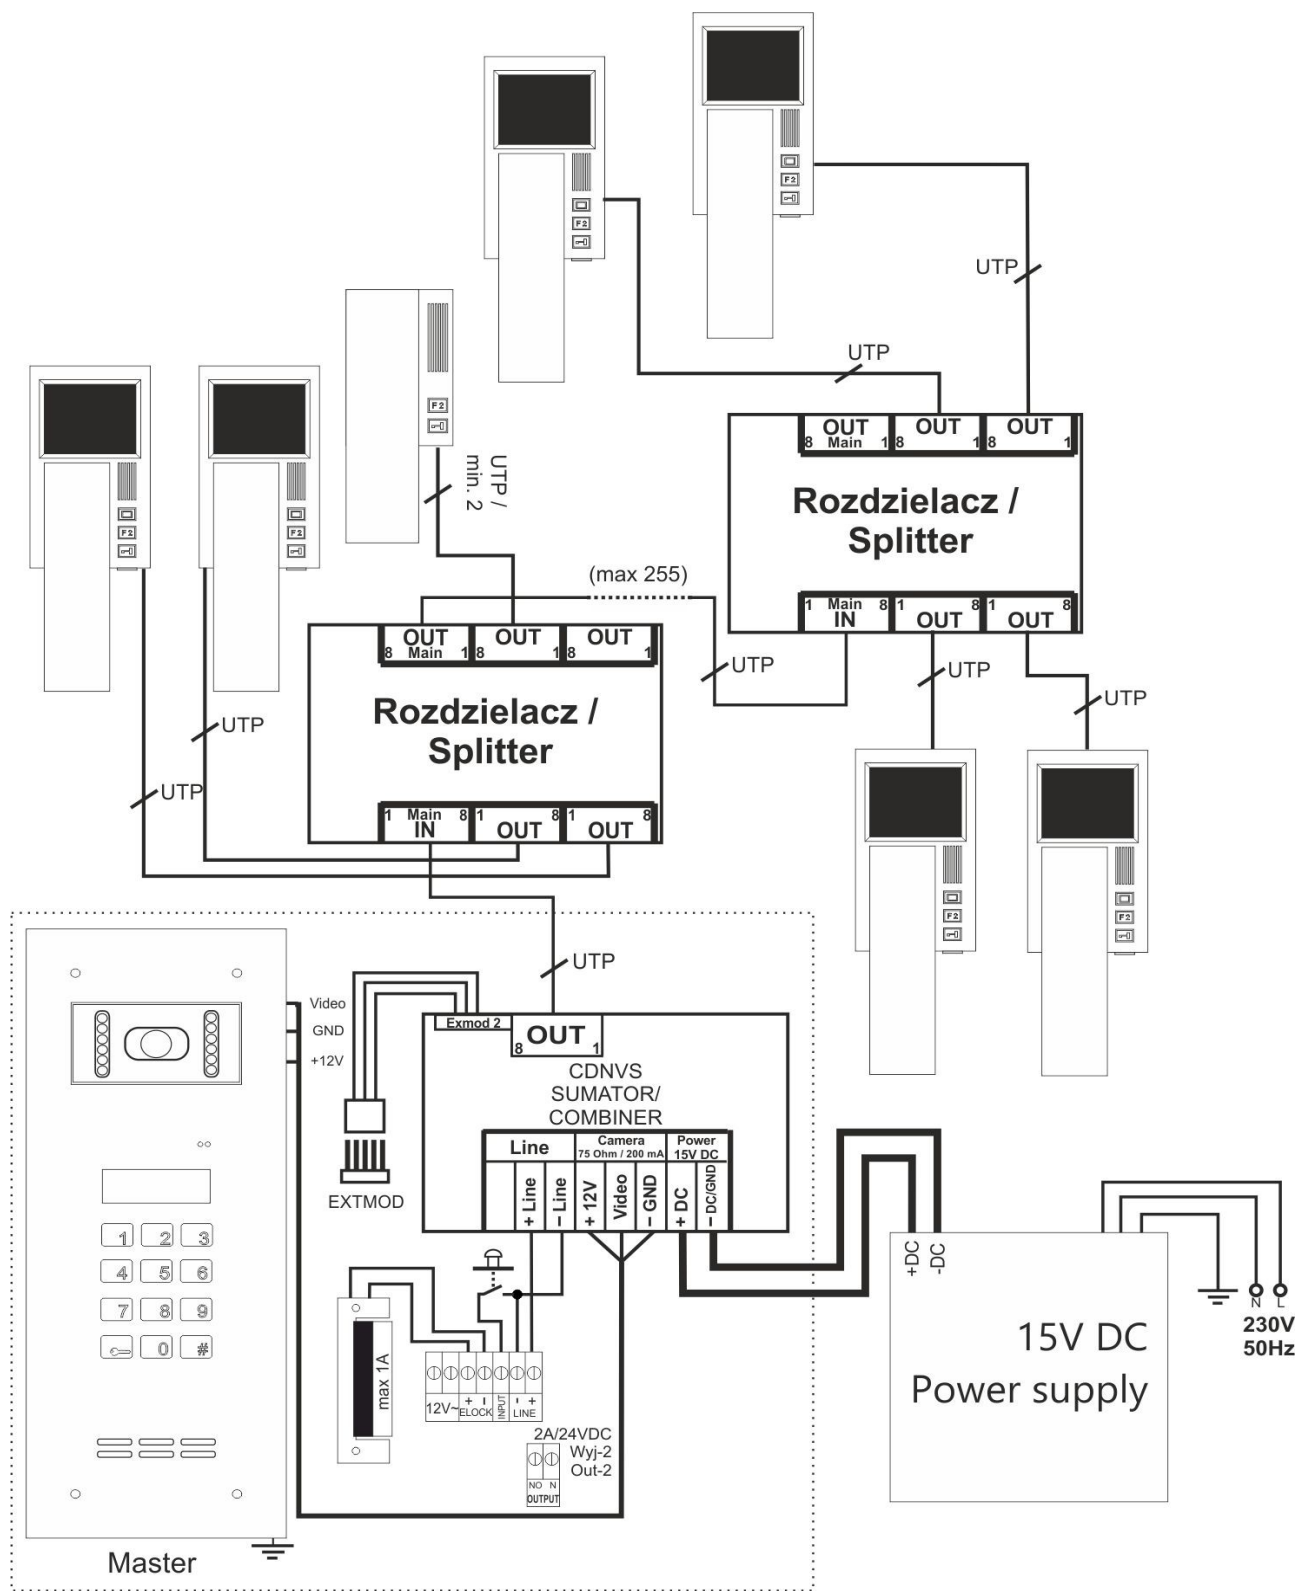 F2
F2
UTP
UTP
F2
UTP /
min. 2
F2
F2
OUT
8 Main 1
OUT
8 1
OUT
8 1
Rozdzielacz /
Splitter
1 Main 8
IN
1 8
OUT
1 8
OUT
(max 255)
UTP
UTP
UTP
OUT
8 Main 1
OUT
8 1
OUT
8 1
Rozdzielacz /
Splitter
1 Main 8
IN
1 8
OUT
1 8
OUT
UTP
UTP
F2
F2
UTP
Video
GND
+12V
Exmod 2
OUT
8 1
CDNVS
SUMATOR/
COMBINER
Line
Camera
75 Ohm / 200 mA
Power
15V DC
+ Line
- Line
+ 12V
Video
- GND
+ DC
- DC/GND
EXTMOD
1 2 3
4 5 6
7 8 9
0 #
max 1A
12V~
+ -
ELOCK
INPUT
- +
LINE
2A/24VDC
Wyj-2
Out-2
NO N
OUTPUT
+DC
-DC
15V DC
Power supply
N L
230V
50Hz
Master